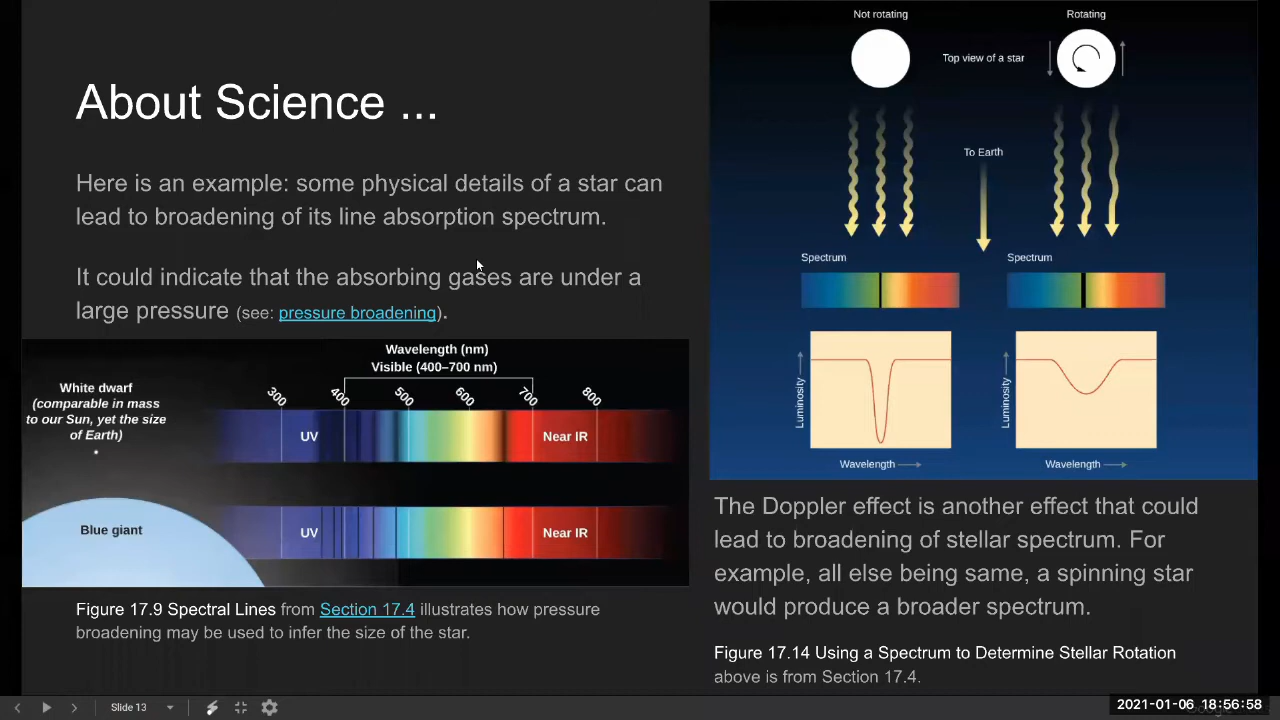 About Science ...
Here is an example: some physical details of a star can
lead to broadening of its line absorption spectrum.
It could indicate that the absorbing gases are under a
large pressure (see: pressure broadening).
Wavelength (nm)
Visible (400–700 nm)
300 400 500 600 700 800
White dwarf
(comparable in mass
to our Sun, yet the size
of Earth)
UV
Near IR
Blue giant
UV
Near IR
Figure 17.9 Spectral Lines from Section 17.4 illustrates how pressure
broadening may be used to infer the size of the star.
Not rotating
Rotating
Top view of a star
To Earth
Spectrum
Spectrum
Luminosity
Luminosity
Wavelength
Wavelength
The Doppler effect is another effect that could
lead to broadening of stellar spectrum. For
example, all else being same, a spinning star
would produce a broader spectrum.
Figure 17.14 Using a Spectrum to Determine Stellar Rotation
above is from Section 17.4.
Slide 13
2021-01-06 18:56:58